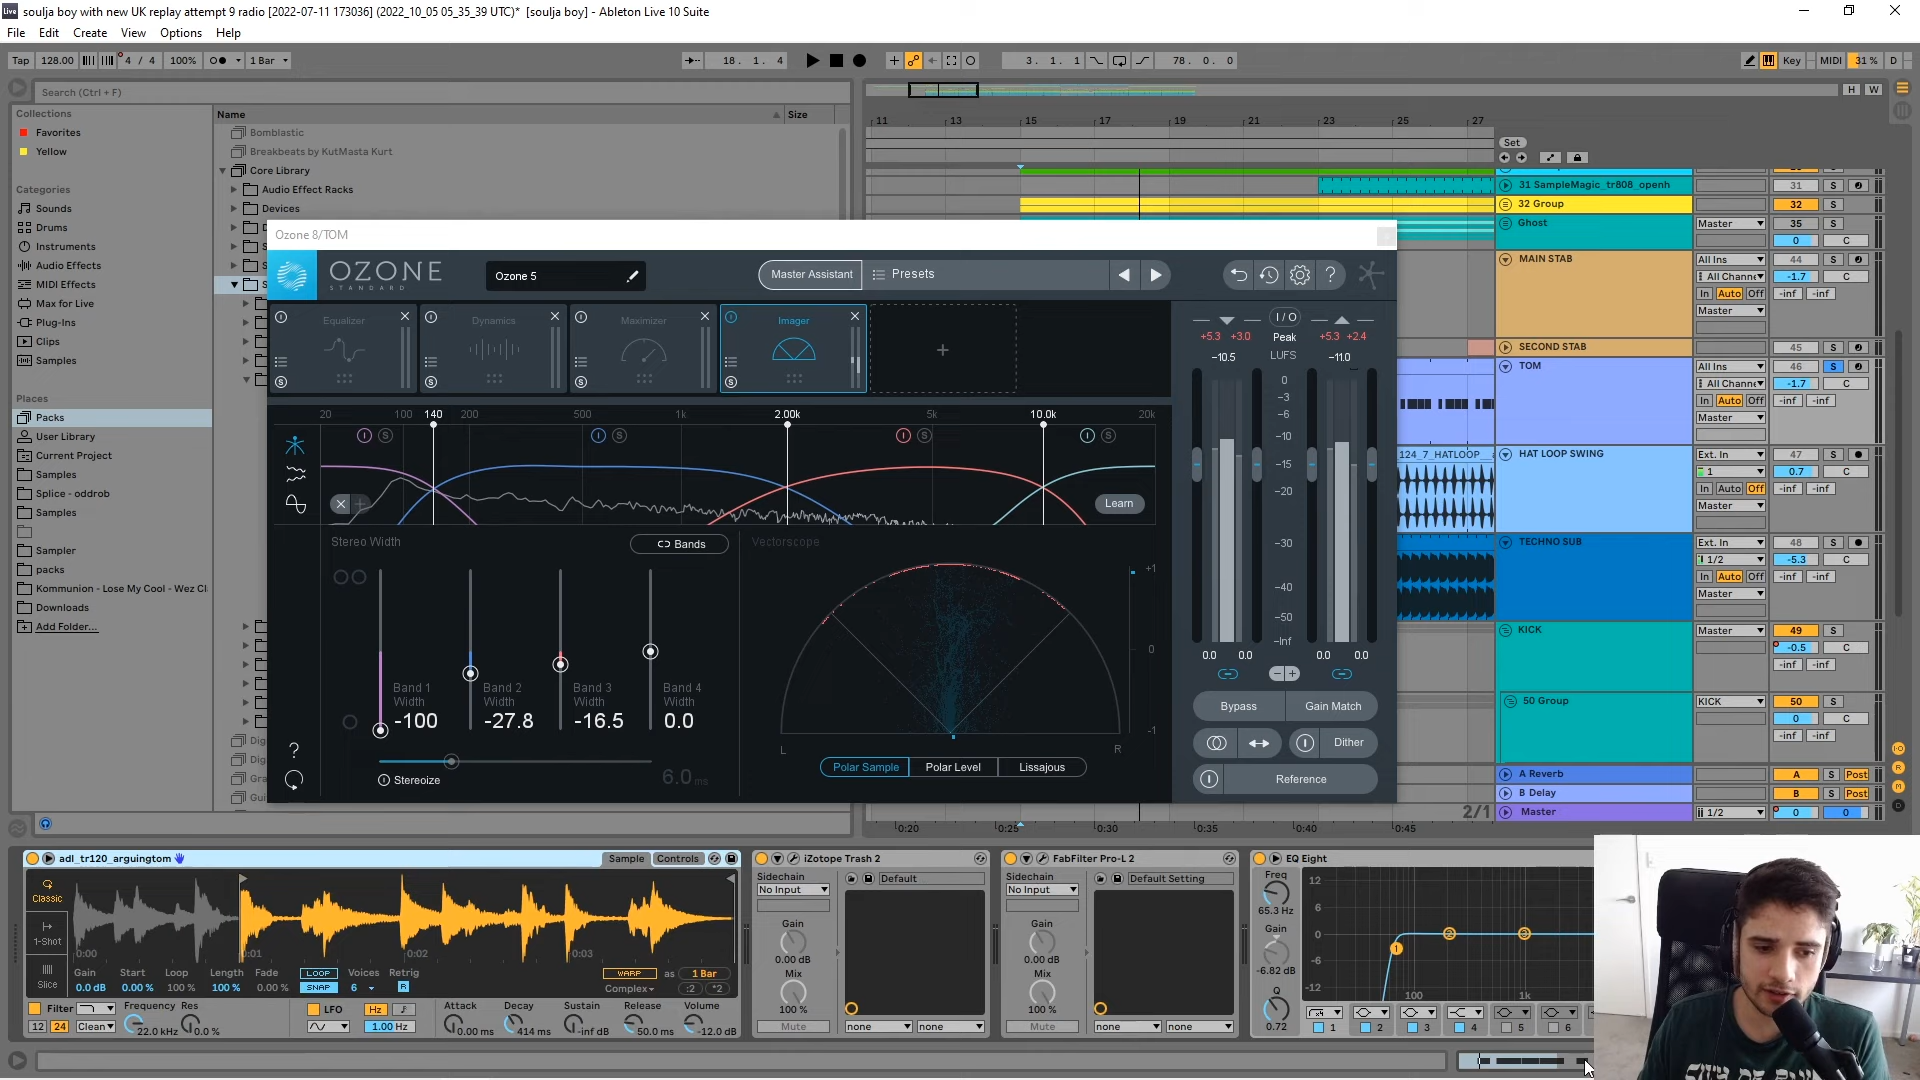 soulja boy with new UK replay attempt 9 radio [2022-07-11 173036] (2022_10_05 05_35_39 UTC)* [soulja boy] - Ableton Live 10 Suite
File Edit Create View Options Help
Tap 128.00 4 / 4 100% 1 Bar 18. 1. 4 3. 1. 1 78. 0. 0 Key MIDI 31 % D
Search (Ctrl + F)
H W
Collections
Favorites
Yellow
Categories
Sounds
Drums
Instruments
Audio Effects
MIDI Effects
Max for Live
Plug-Ins
Clips
Samples
Places
Packs
User Library
Current Project
Samples
Splice - oddrob
Samples
Sampler
packs
Kommunion - Lose My Cool - Wez Cl
Downloads
Add Folder...
Name Size
Bomblastic
Breakbeats by KutMasta Kurt
Core Library
Audio Effect Racks
Devices
11 13 15 17 19 21 23 25 27
Set
Ozone 8/TOM
OZONE
STANDARD
Ozone 5
Master Assistant Presets
Equalizer Dynamics Maximizer Imager
S S S S
+
I / O
Peak
LUFS
+5.3 +3.0 +5.3 +2.4
-10.5 -11.0
20 100 140 200 500 1k 2.00k 5k 10.0k 20k
S S S S
Learn
Stereo Width Bands
Band 1 Width -100
Band 2 Width -27.8
Band 3 Width -16.5
Band 4 Width 0.0
Stereoize 6.0 ms
Vectorscope
+1
0
-1
L R
Polar Sample Polar Level Lissajous
0
-3
-6
-10
-15
-20
-30
-40
-50
-Inf
0.0 0.0 0.0 0.0
Bypass Gain Match
Dither
Reference
31 SampleMagic_tr808_openh 31 S
32 Group 32 S
Ghost Master 35 S
0 C
MAIN STAB All Ins 44 S
All Channe -1.7 C
In Auto Off -inf -inf
Master
SECOND STAB 45 S
TOM All Ins 46 S
All Channe -1.7 C
In Auto Off -inf -inf
Master
124_7_HATLOOP_
HAT LOOP SWING Ext. In 47 S
1 0.7 C
In Auto Off -inf -inf
Master
TECHNO SUB Ext. In 48 S
1/2 -5.3 C
In Auto Off -inf -inf
Master
KICK Master 49 S
-0.5 C
-inf -inf
50 Group KICK 50 S
0 C
-inf -inf
A Reverb A S Post
B Delay B S Post
2/1 Master 1/2 0 0
0:20 0:25 0:30 0:35 0:40 0:45
adl_tr120_arguingtom Sample Controls
Classic
1-Shot
Slice
0:00 0:01 0:02 0:03
Gain 0.0 dB
Start 0.00 %
Loop 100 %
Length 100 %
Fade 0.00 %
LOOP
SNAP
Voices 6
Retrig R
WARP as 1 Bar
Complex :2 *2
Filter 12 24 Clean
Frequency 22.0 kHz
Res 0.0 %
LFO Hz
1.00 Hz
Attack 0.00 ms
Decay 414 ms
Sustain -inf dB
Release 50.0 ms
Volume -12.0 dB
iZotope Trash 2
Sidechain
No Input
Default
Gain
0.00 dB
Mix
100 %
Mute
none none
FabFilter Pro-L 2
Sidechain
No Input
Default Setting
Gain
0.00 dB
Mix
100 %
Mute
none none
EQ Eight
Freq
65.3 Hz
Gain
-6.82 dB
Q
0.72
12
6
0
-6
-12
100 1k
1 2 3
1 2 3 4 5 6